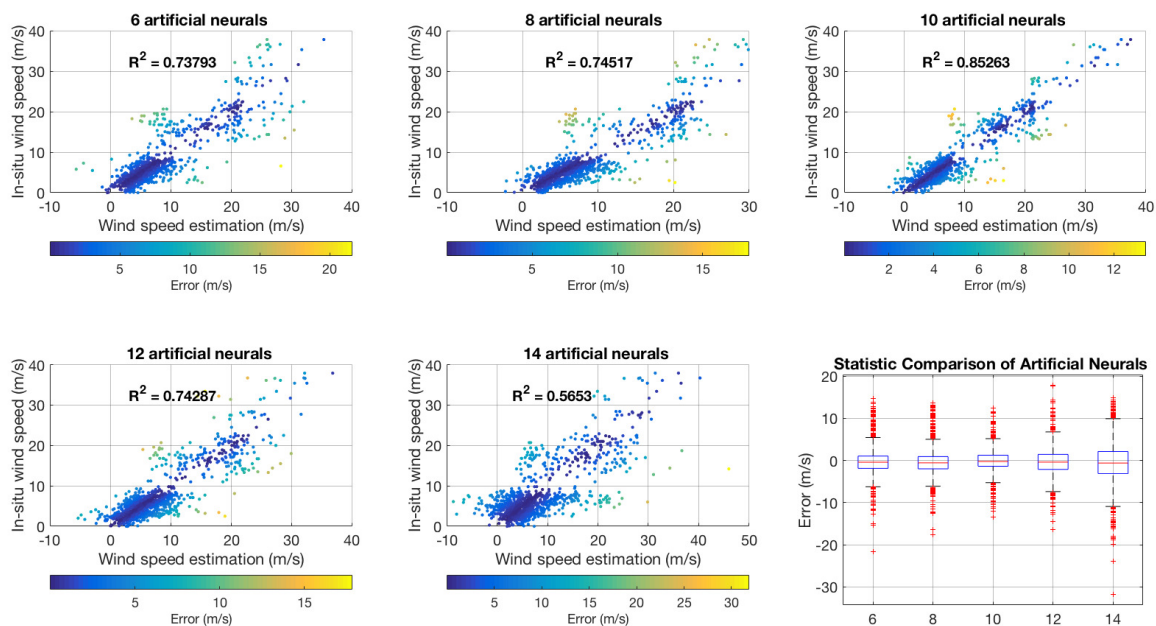 6 artificial neurals
In-situ wind speed (m/s)
40
30
20
10
0
R² = 0.73793
-10 0 10 20 30 40
Wind speed estimation (m/s)
5 10 15 20
Error (m/s)
8 artificial neurals
In-situ wind speed (m/s)
40
30
20
10
0
R² = 0.74517
-10 0 10 20 30
Wind speed estimation (m/s)
5 10 15
Error (m/s)
10 artificial neurals
In-situ wind speed (m/s)
40
30
20
10
0
R² = 0.85263
-10 0 10 20 30 40
Wind speed estimation (m/s)
2 4 6 8 10 12
Error (m/s)
12 artificial neurals
In-situ wind speed (m/s)
40
30
20
10
0
R² = 0.74287
-10 0 10 20 30 40
Wind speed estimation (m/s)
5 10 15
Error (m/s)
14 artificial neurals
In-situ wind speed (m/s)
40
30
20
10
0
R² = 0.5653
-10 0 10 20 30 40 50
Wind speed estimation (m/s)
5 10 15 20 25 30
Error (m/s)
Statistic Comparison of Artificial Neurals
Error (m/s)
20
10
0
-10
-20
-30
6 8 10 12 14